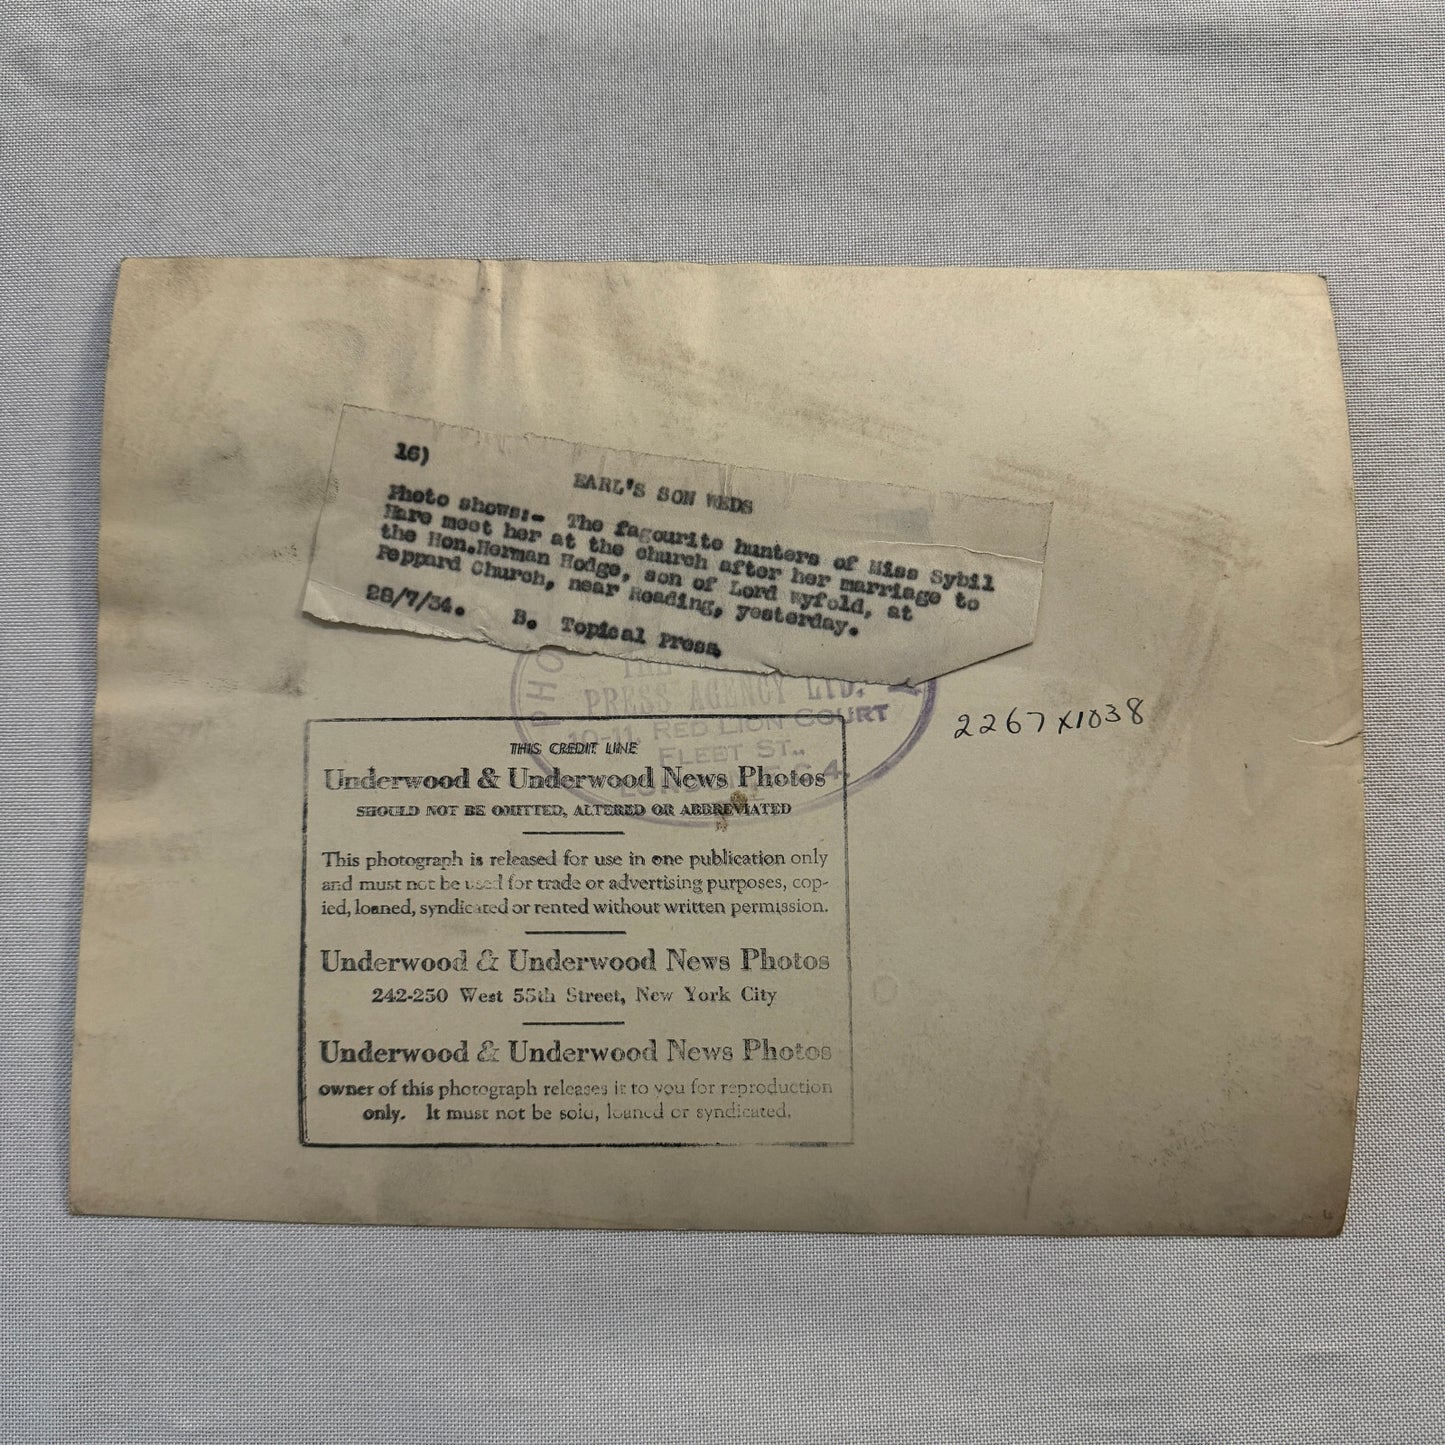 16)
EARL'S SON WEDS
Photo shows:- The fagourite hunters of Miss Sybil
Hare meet her at the church after her marriage to
the Hon.Herman Hodge, son of Lord Wyfold, at
Peppard Church, near Reading, yesterday.
28/7/34. B. Topical Press
PHO
PRESS AGENCY LTD.
10-11, RED LION COURT
FLEET ST.,
2267x1038
THIS CREDIT LINE
Underwood & Underwood News Photos
SHOULD NOT BE OMITTED, ALTERED OR ABBREVIATED
This photograph is released for use in one publication only
and must not be used for trade or advertising purposes, cop-
ied, loaned, syndicated or rented without written permission.
Underwood & Underwood News Photos
242-250 West 55th Street, New York City
Underwood & Underwood News Photos
owner of this photograph releases it to you for reproduction
only. It must not be sold, loaned or syndicated.